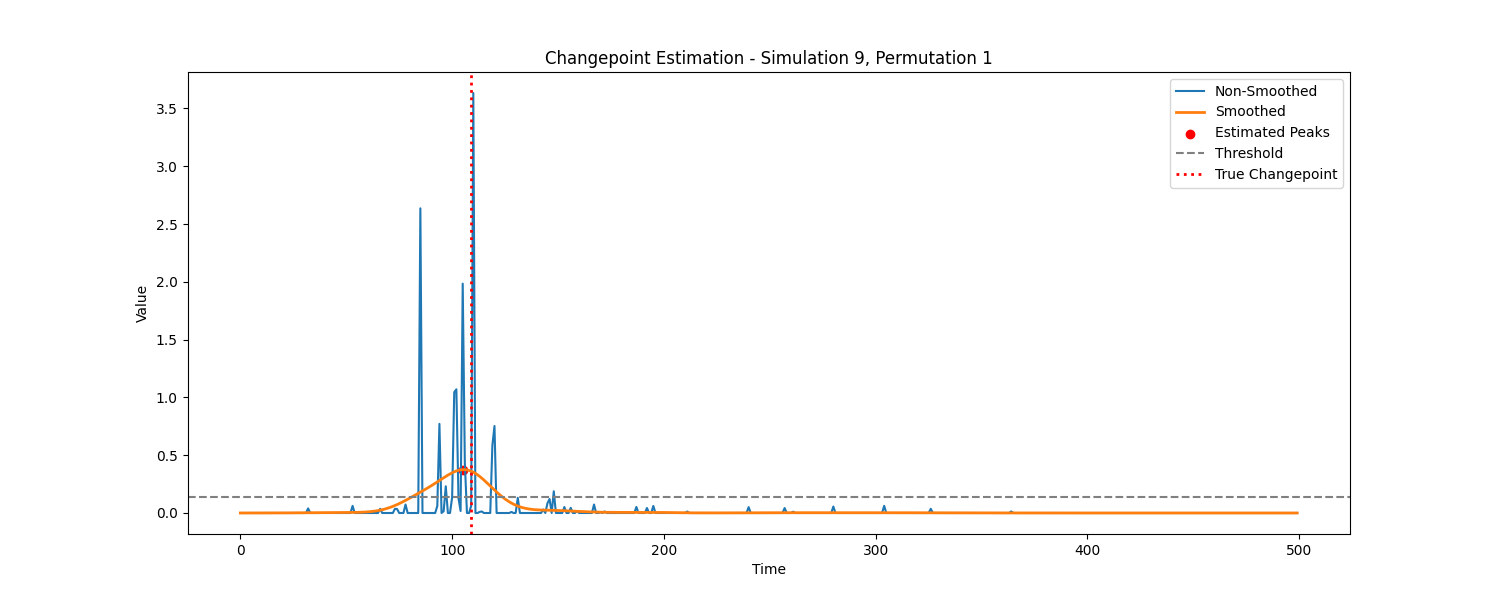 Changepoint Estimation - Simulation 9, Permutation 1
Non-Smoothed
Smoothed
Estimated Peaks
Threshold
True Changepoint
Value
3.5
3.0
2.5
2.0
1.5
1.0
0.5
0.0
0 100 200 300 400 500
Time